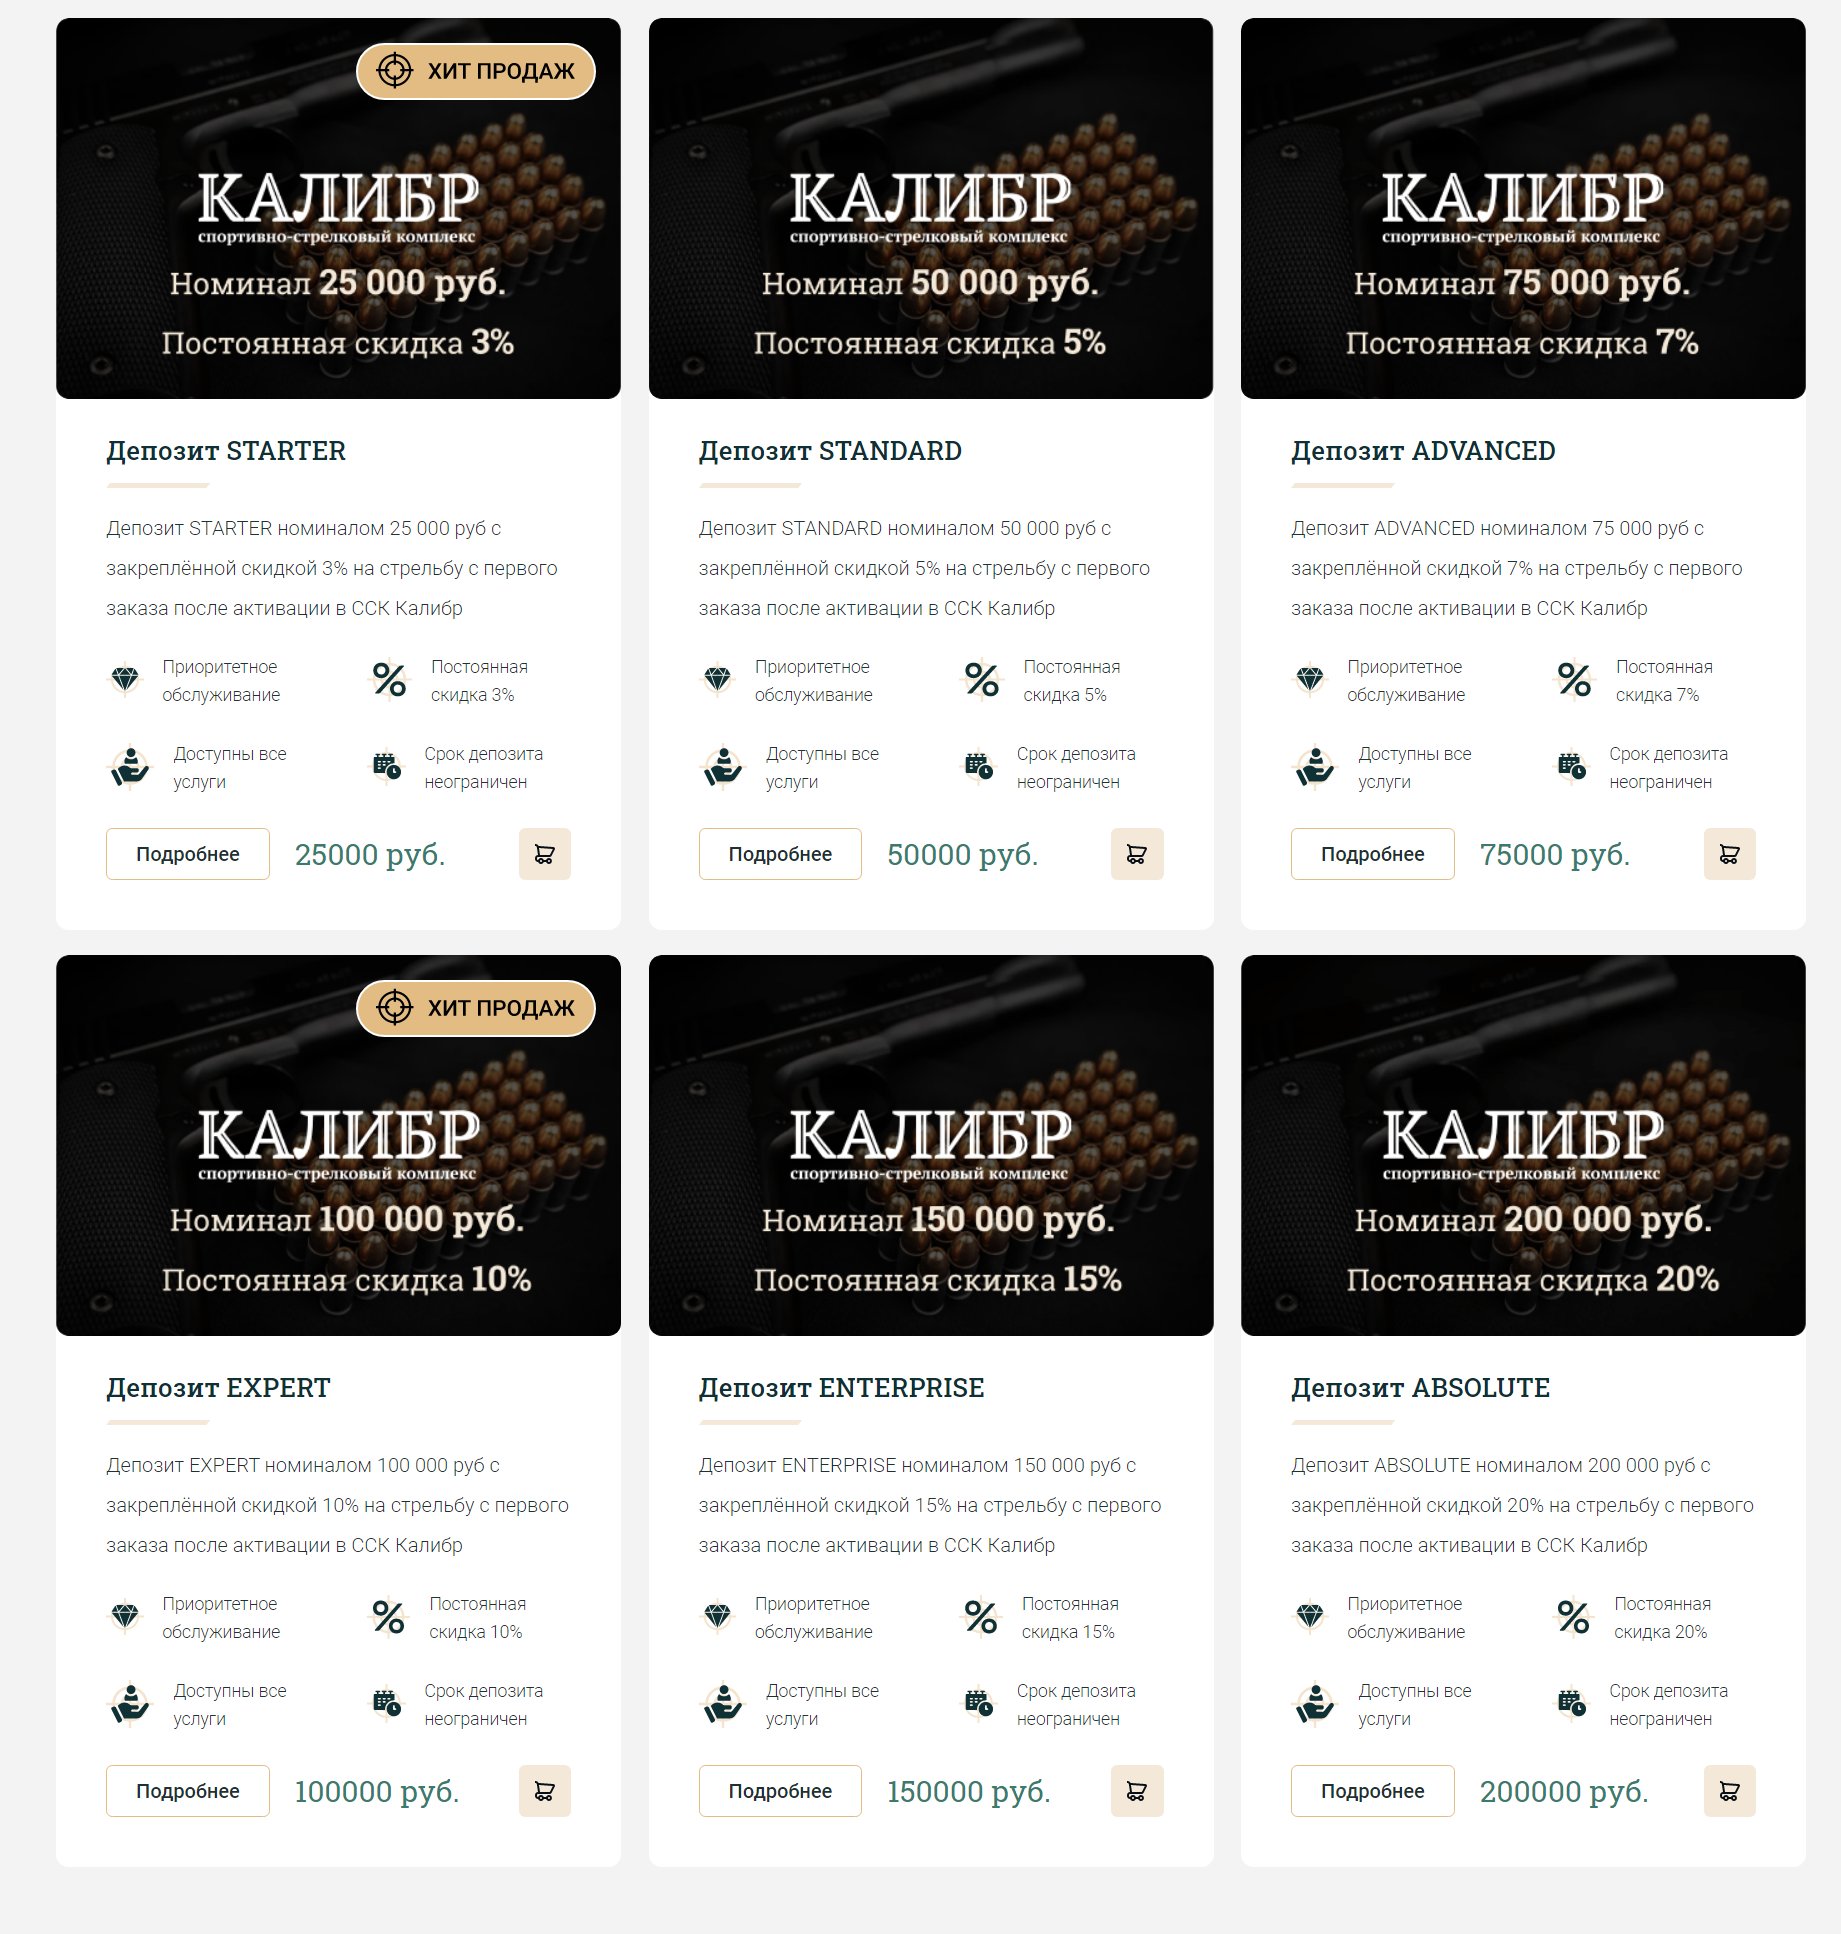 ХИТ ПРОДАЖ
КАЛИБР
спортивно-стрелковый комплекс
Номинал 25 000 руб.
Постоянная скидка 3%
Депозит STARTER
Депозит STARTER номиналом 25 000 руб с
закреплённой скидкой 3% на стрельбу с первого
заказа после активации в ССК Калибр
Приоритетное
обслуживание
Постоянная
скидка 3%
Доступны все
услуги
Срок депозита
неограничен
Подробнее
25000 руб.
КАЛИБР
спортивно-стрелковый комплекс
Номинал 50 000 руб.
Постоянная скидка 5%
Депозит STANDARD
Депозит STANDARD номиналом 50 000 руб с
закреплённой скидкой 5% на стрельбу с первого
заказа после активации в ССК Калибр
Приоритетное
обслуживание
Постоянная
скидка 5%
Доступны все
услуги
Срок депозита
неограничен
Подробнее
50000 руб.
КАЛИБР
спортивно-стрелковый комплекс
Номинал 75 000 руб.
Постоянная скидка 7%
Депозит ADVANCED
Депозит ADVANCED номиналом 75 000 руб с
закреплённой скидкой 7% на стрельбу с первого
заказа после активации в ССК Калибр
Приоритетное
обслуживание
Постоянная
скидка 7%
Доступны все
услуги
Срок депозита
неограничен
Подробнее
75000 руб.
ХИТ ПРОДАЖ
КАЛИБР
спортивно-стрелковый комплекс
Номинал 100 000 руб.
Постоянная скидка 10%
Депозит EXPERT
Депозит EXPERT номиналом 100 000 руб с
закреплённой скидкой 10% на стрельбу с первого
заказа после активации в ССК Калибр
Приоритетное
обслуживание
Постоянная
скидка 10%
Доступны все
услуги
Срок депозита
неограничен
Подробнее
100000 руб.
КАЛИБР
спортивно-стрелковый комплекс
Номинал 150 000 руб.
Постоянная скидка 15%
Депозит ENTERPRISE
Депозит ENTERPRISE номиналом 150 000 руб с
закреплённой скидкой 15% на стрельбу с первого
заказа после активации в ССК Калибр
Приоритетное
обслуживание
Постоянная
скидка 15%
Доступны все
услуги
Срок депозита
неограничен
Подробнее
150000 руб.
КАЛИБР
спортивно-стрелковый комплекс
Номинал 200 000 руб.
Постоянная скидка 20%
Депозит ABSOLUTE
Депозит ABSOLUTE номиналом 200 000 руб с
закреплённой скидкой 20% на стрельбу с первого
заказа после активации в ССК Калибр
Приоритетное
обслуживание
Постоянная
скидка 20%
Доступны все
услуги
Срок депозита
неограничен
Подробнее
200000 руб.